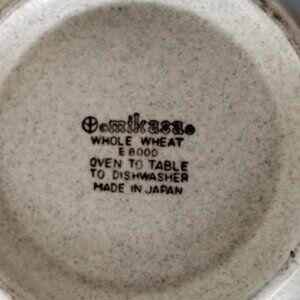 mikasa®
WHOLE WHEAT
E 8000
OVEN TO TABLE
TO DISHWASHER
MADE IN JAPAN